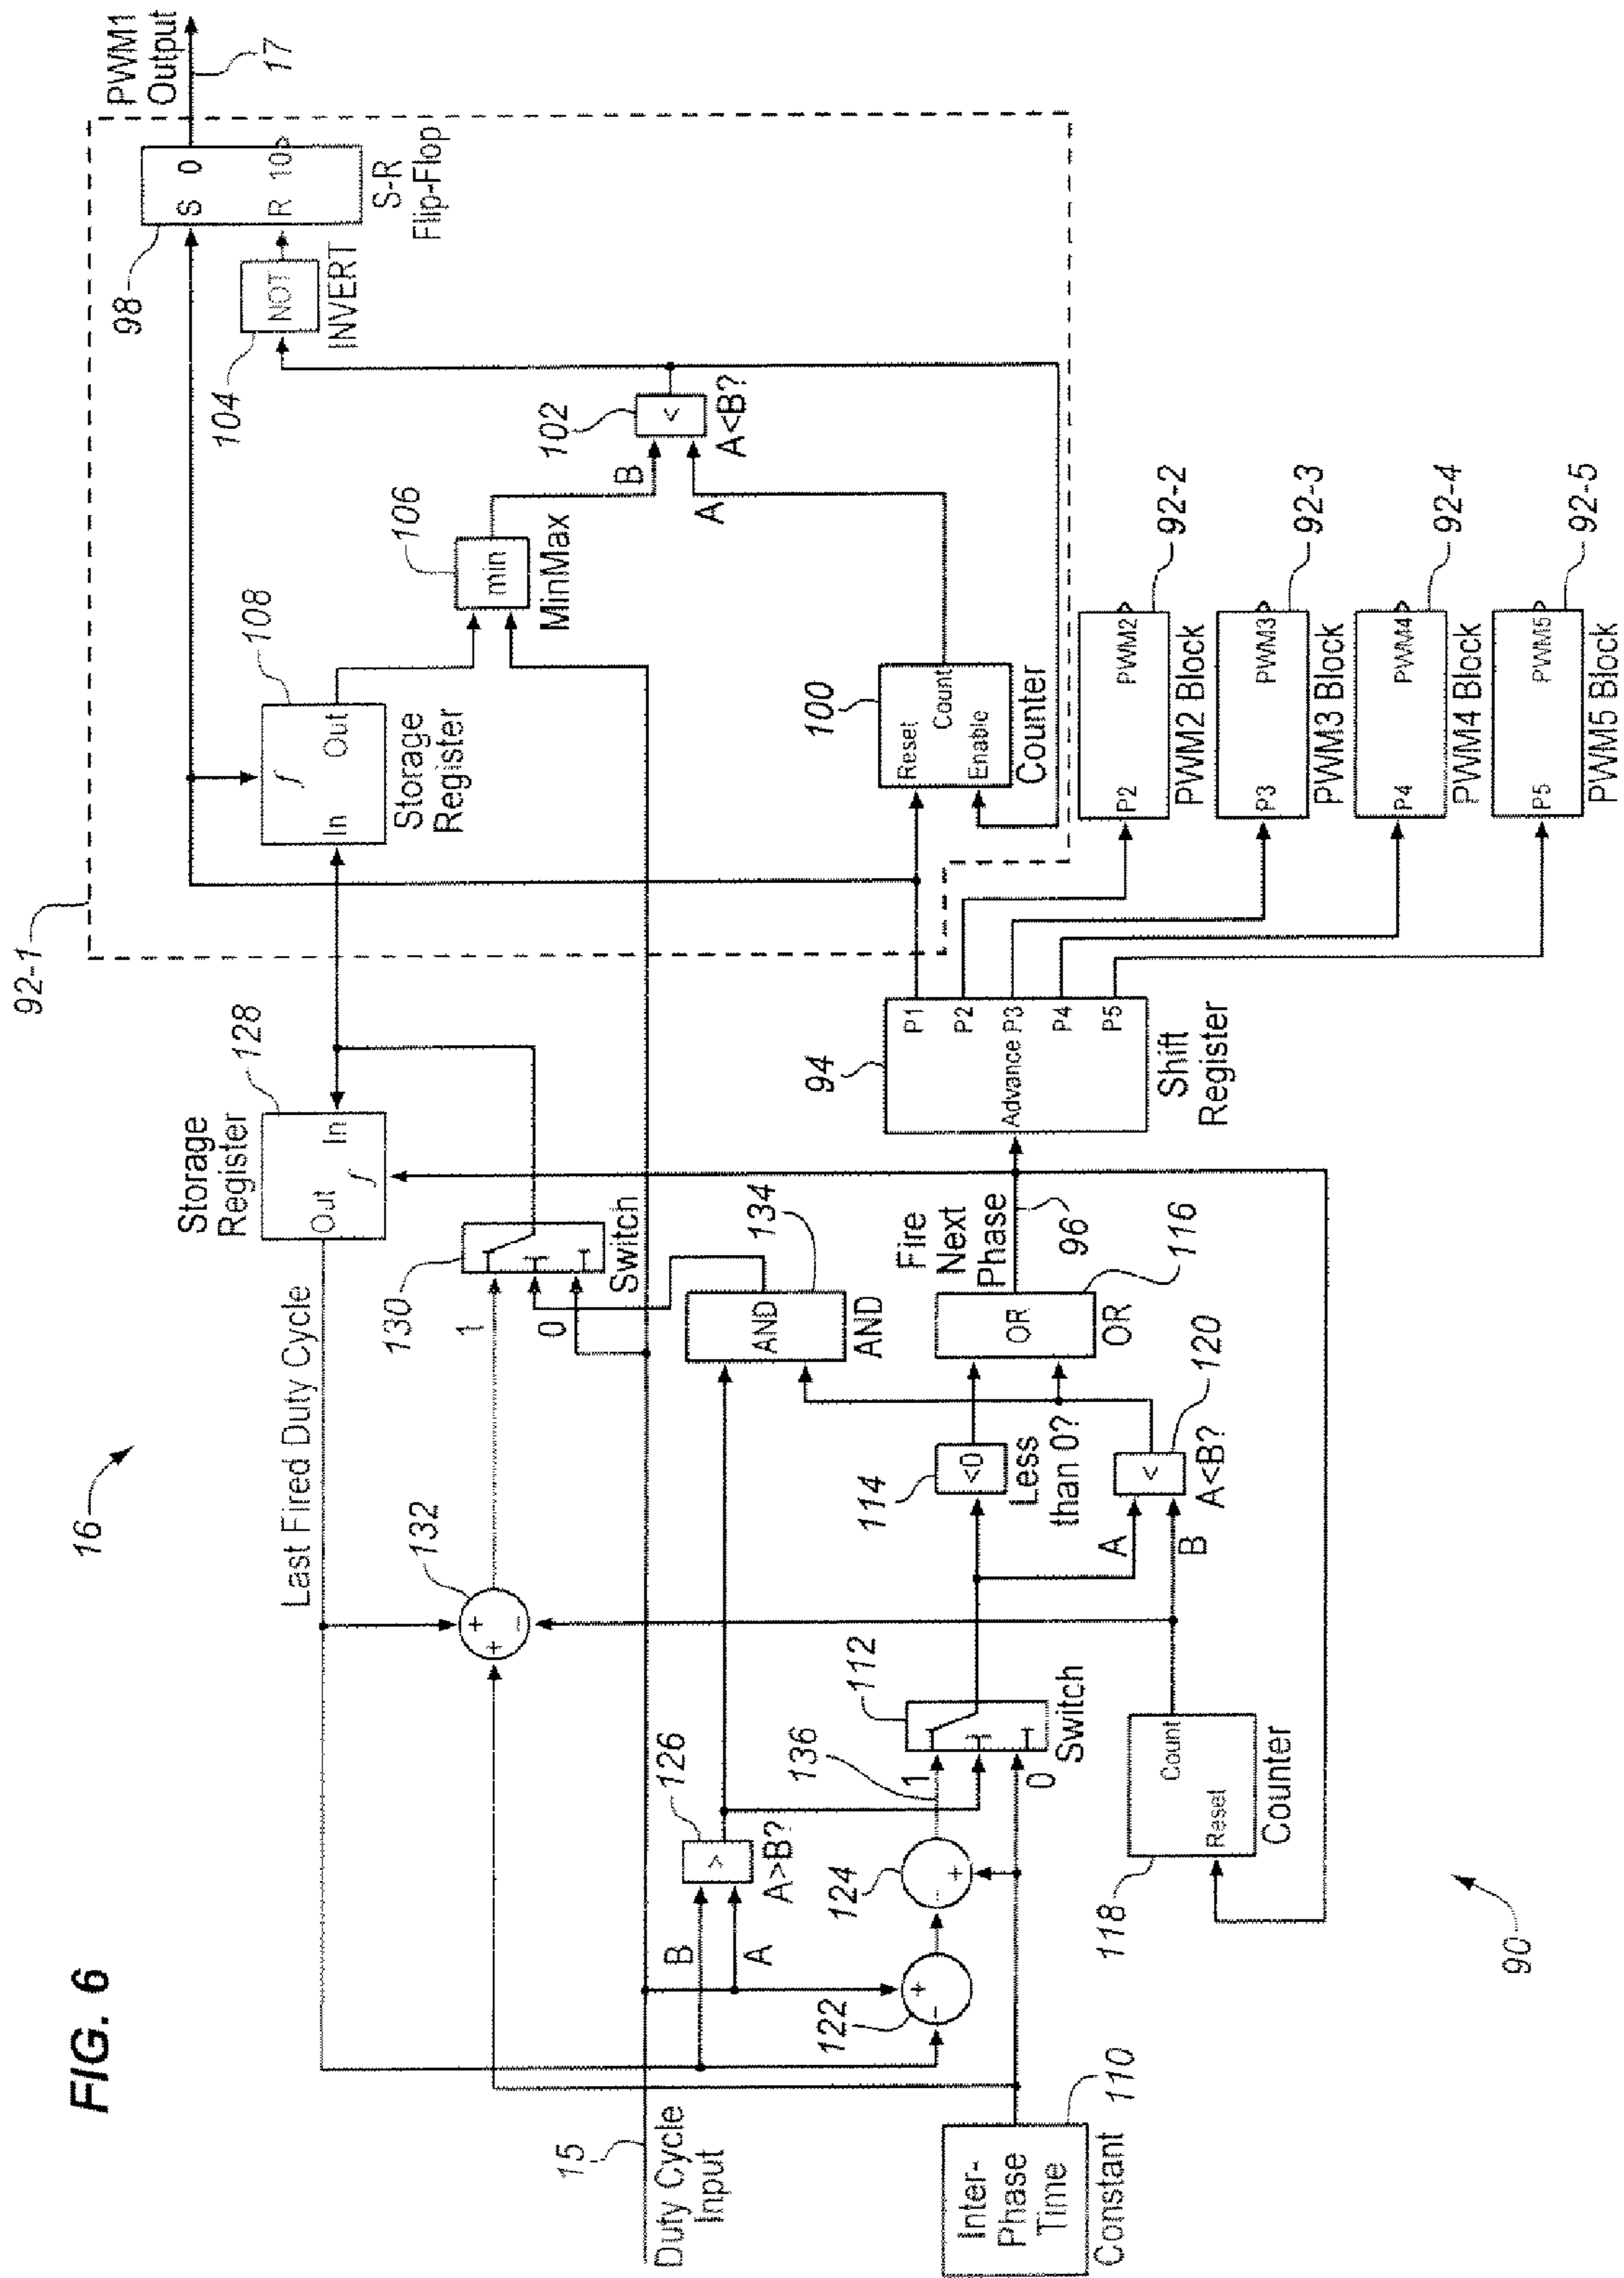 FIG. 6
16
90
15
Duty Cycle
Input
Inter-
Phase
Time
Constant
110
Last Fired Duty Cycle
B
A
+
−
122
−
+
124
>
A>B?
126
136
1
0
112
Switch
118
Reset
Count
Counter
+
+
−
132
<0
114
Less
than 0?
A
B
<
A<B?
120
1
0
130
Switch
AND
AND
134
OR
OR
116
Fire
Next
Phase
96
Storage
Register
128
Out
In
∫
94
Advance
P1
P2
P3
P4
P5
Shift
Register
92-1
108
In
Out
∫
Storage
Register
106
min
MinMax
100
Reset
Count
Enable
Counter
B
A
102
<
A<B?
104
NOT
INVERT
98
S
0
R
10
S-R
Flip-Flop
PWM1
Output
17
P2
PWM2
PWM2 Block
92-2
P3
PWM3
PWM3 Block
92-3
P4
PWM4
PWM4 Block
92-4
P5
PWM5
PWM5 Block
92-5